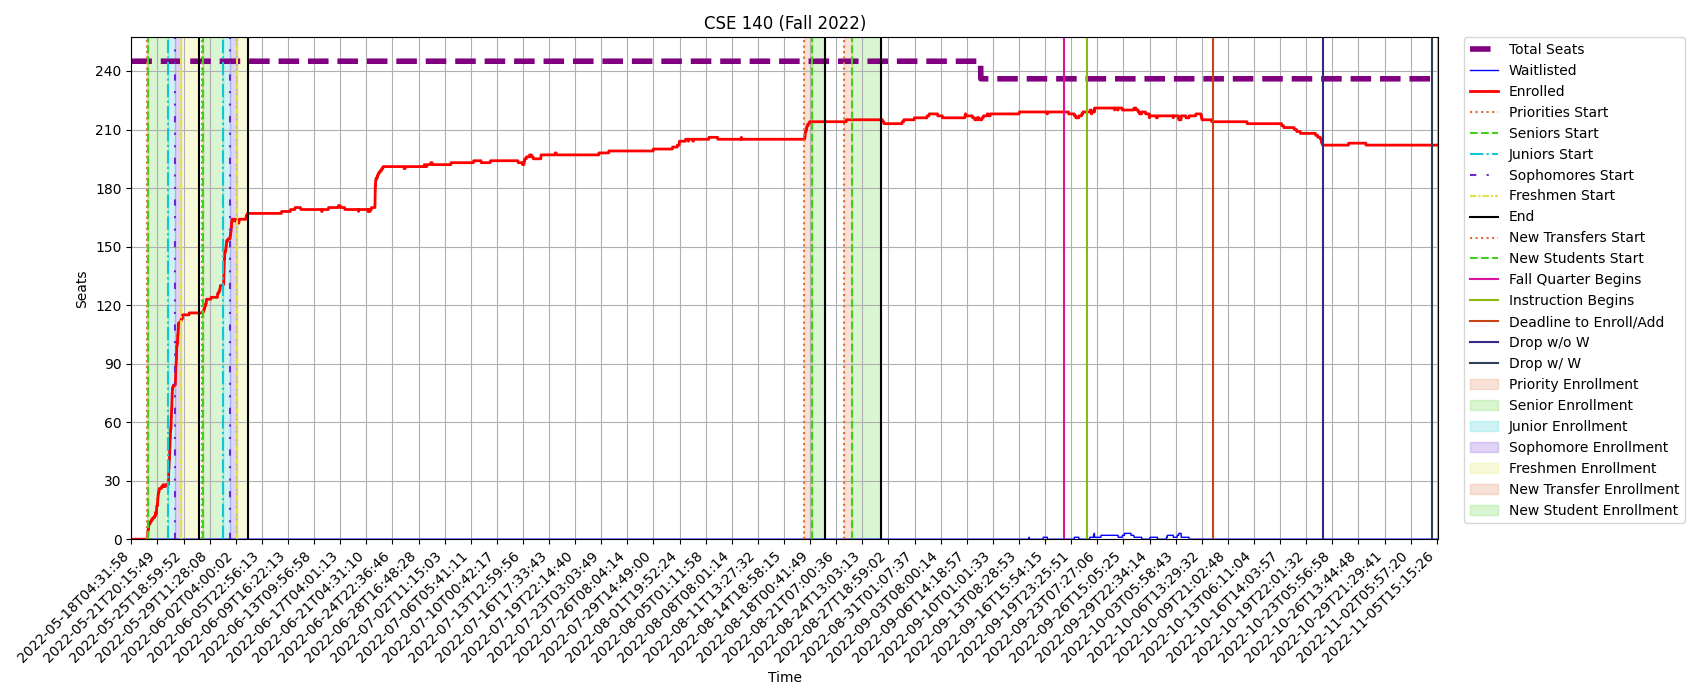 CSE 140 (Fall 2022)
Seats
240
210
180
150
120
90
60
30
0
2022-05-18T04:31:58
2022-05-21T20:15:49
2022-05-25T18:59:52
2022-05-29T11:28:08
2022-06-02T04:00:02
2022-06-05T22:56:13
2022-06-09T16:22:13
2022-06-13T09:56:58
2022-06-17T04:01:13
2022-06-21T04:31:10
2022-06-24T22:36:46
2022-06-28T16:48:28
2022-07-02T11:15:03
2022-07-06T05:41:11
2022-07-10T00:42:17
2022-07-13T12:59:56
2022-07-16T17:33:43
2022-07-19T22:14:40
2022-07-23T03:03:49
2022-07-26T08:04:14
2022-07-29T14:49:00
2022-08-01T19:52:24
2022-08-05T01:11:58
2022-08-08T08:01:14
2022-08-11T13:27:32
2022-08-14T18:58:15
2022-08-18T00:41:49
2022-08-21T07:00:36
2022-08-24T13:03:13
2022-08-27T18:59:02
2022-08-31T01:07:37
2022-09-03T08:00:14
2022-09-06T14:18:57
2022-09-10T01:01:33
2022-09-13T08:28:53
2022-09-16T15:54:15
2022-09-19T23:25:51
2022-09-23T07:27:06
2022-09-26T15:05:25
2022-09-29T22:34:14
2022-10-03T05:58:43
2022-10-06T13:29:32
2022-10-09T21:02:48
2022-10-13T06:11:04
2022-10-16T14:03:57
2022-10-19T22:01:32
2022-10-23T05:56:58
2022-10-26T13:44:48
2022-10-29T21:29:41
2022-11-02T05:57:20
2022-11-05T15:15:26
Time
Total Seats
Waitlisted
Enrolled
Priorities Start
Seniors Start
Juniors Start
Sophomores Start
Freshmen Start
End
New Transfers Start
New Students Start
Fall Quarter Begins
Instruction Begins
Deadline to Enroll/Add
Drop w/o W
Drop w/ W
Priority Enrollment
Senior Enrollment
Junior Enrollment
Sophomore Enrollment
Freshmen Enrollment
New Transfer Enrollment
New Student Enrollment